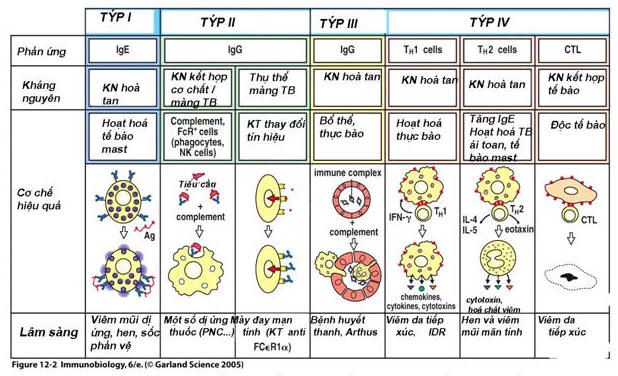 TÝP I TÝP II TÝP III TÝP IV
Phản ứng IgE IgG IgG TH1 cells TH2 cells CTL
Kháng nguyên
KN hoà tan
KN kết hợp cơ chất / màng TB
Thụ thể màng TB
KN hoà tan
KN hoà tan
KN hoà tan
KN kết hợp tế bào
Cơ chế hiệu quả
Hoạt hoá tế bào mast
Complement, FcR+ cells (phagocytes, NK cells)
KT thay đổi tín hiệu
Bổ thể, thực bào
Hoạt hoá thực bào
Tăng IgE Hoạt hoá TB ái toan, tế bào mast
Độc tế bào
Ag
Tiểu cầu
+
complement
immune complex
+
complement
IFN-γ TH1
chemokines, cytokines, cytotoxins
IL-4 TH2
IL-5 eotaxin
cytotoxin, hoá chất viêm
CTL
Lâm sàng
Viêm mũi dị ứng, hen, sốc phản vệ
Một số dị ứng thuốc (PNC...)
Mày đay mạn tính (KT anti FCϵR1α)
Bệnh huyết thanh, Arthus
Viêm da tiếp xúc, IDR
Hen và viêm mũi mãn tính
Viêm da tiếp xúc
Figure 12-2 Immunobiology, 6/e. (© Garland Science 2005)